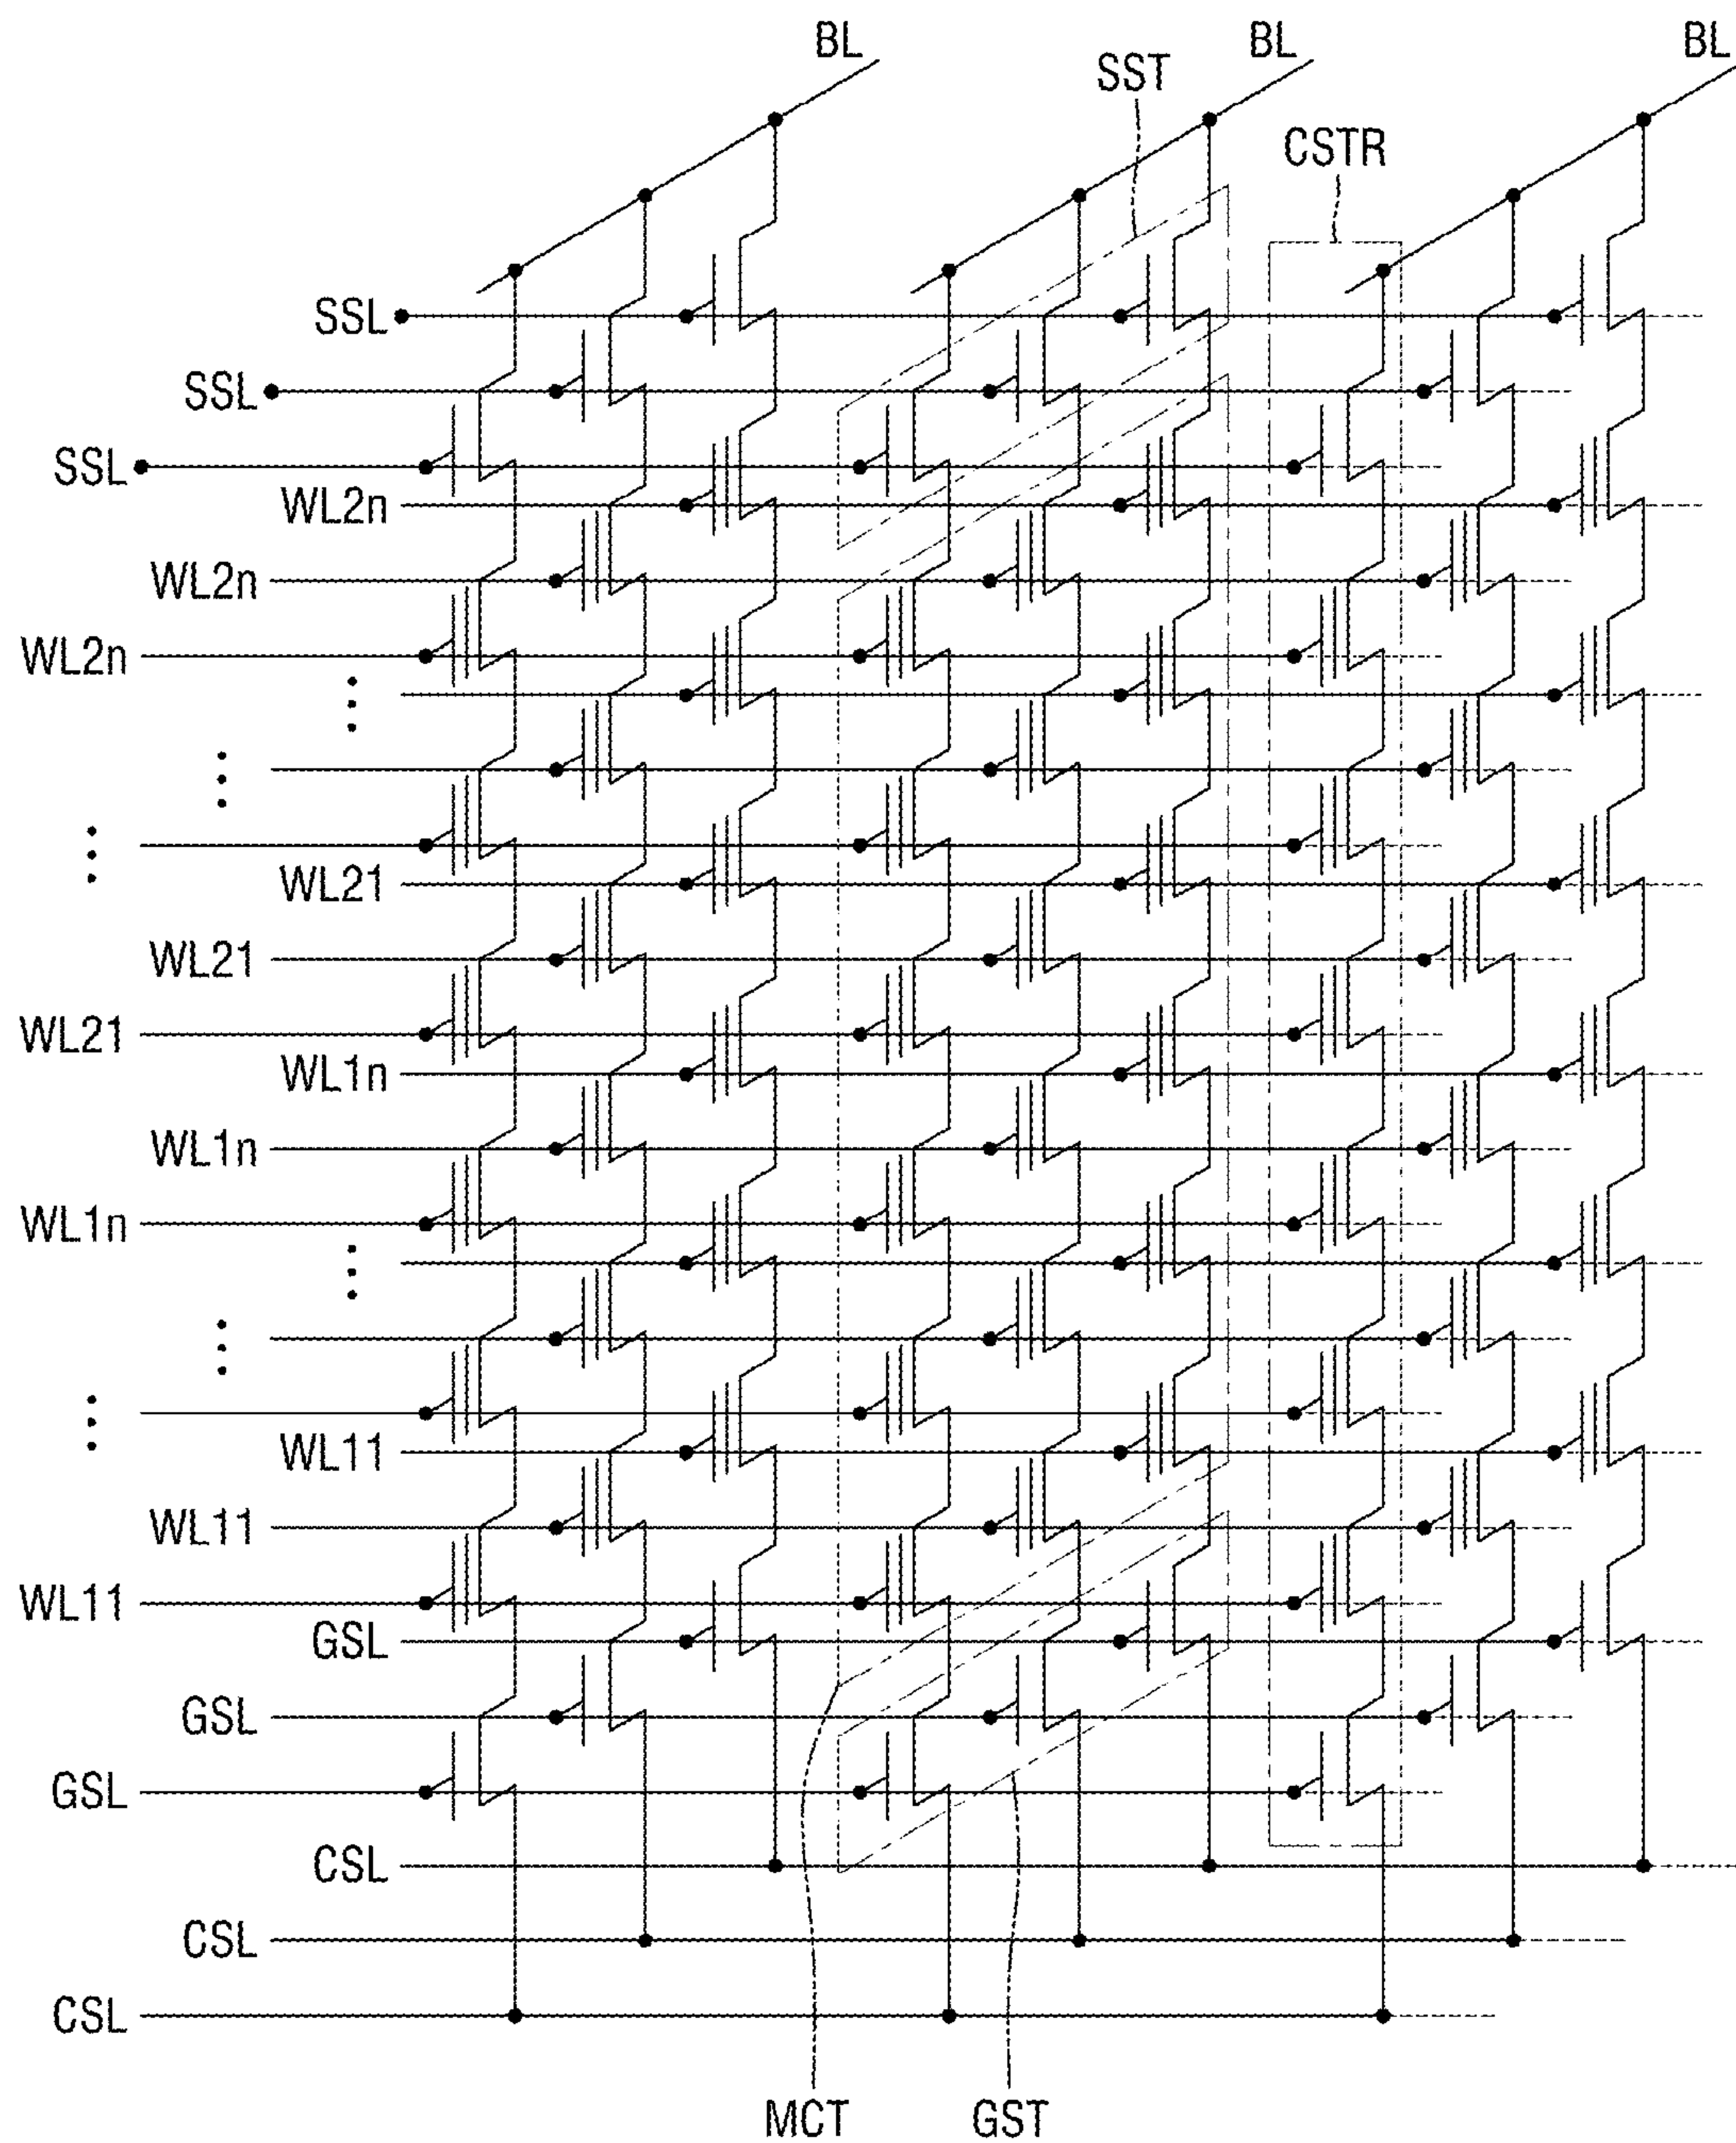 BL BL BL
SST
CSTR
SSL
SSL
SSL
WL2n
WL2n
WL2n
WL21
WL21
WL21
WL1n
WL1n
WL1n
WL11
WL11
WL11
GSL
GSL
GSL
CSL
CSL
CSL
MCT GST